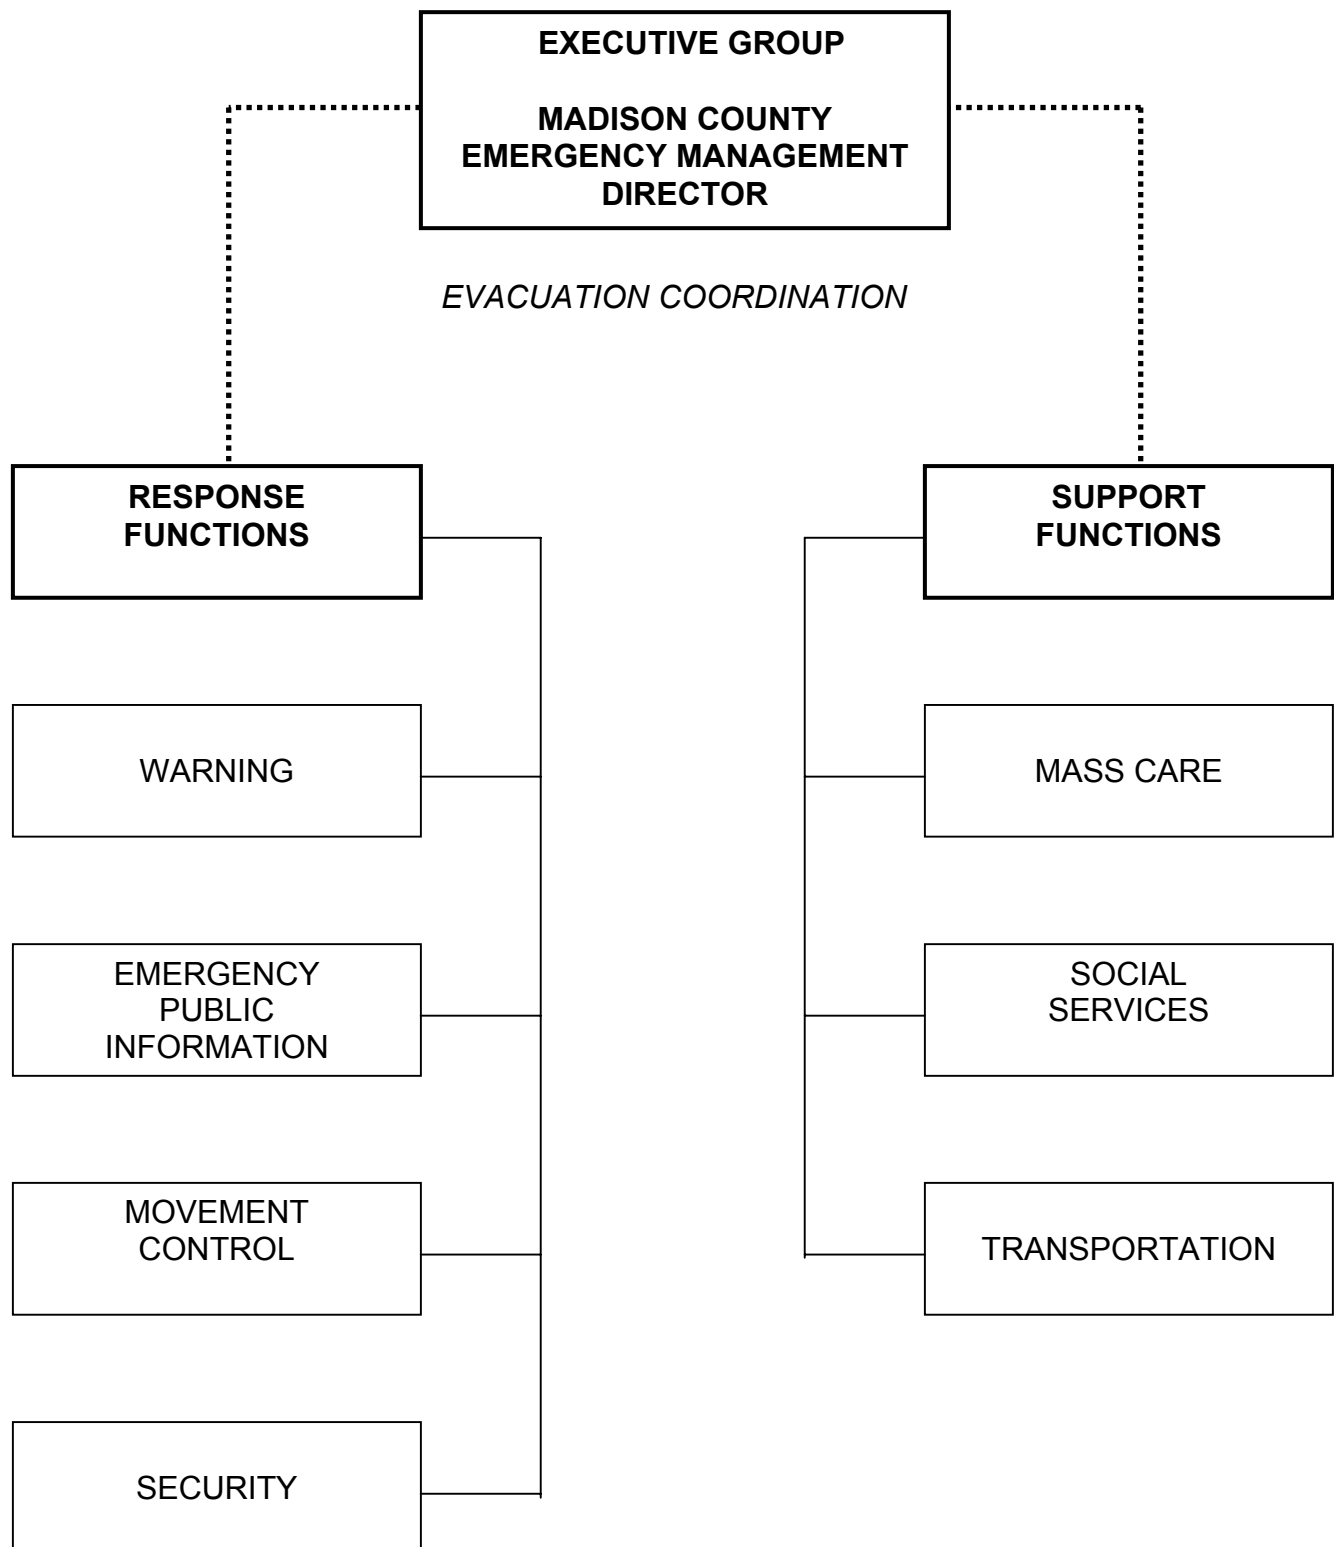 EXECUTIVE GROUP
MADISON COUNTY
EMERGENCY MANAGEMENT
DIRECTOR
EVACUATION COORDINATION
RESPONSE
FUNCTIONS
SUPPORT
FUNCTIONS
WARNING
MASS CARE
EMERGENCY
PUBLIC
INFORMATION
SOCIAL
SERVICES
MOVEMENT
CONTROL
TRANSPORTATION
SECURITY